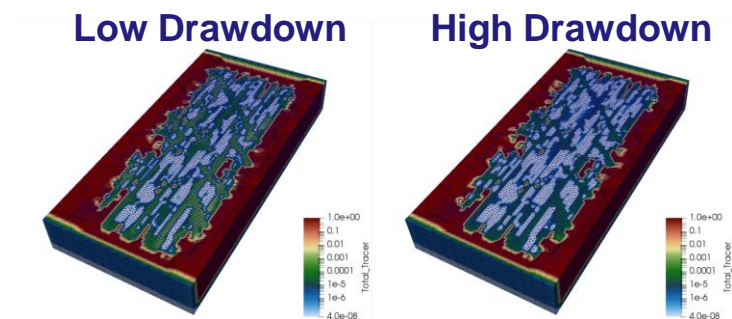 Low Drawdown
High Drawdown
1.0e+00
0.1
0.01
0.001
0.0001
1e-5
1e-6
4.0e-08
Total_Tracer
1.0e+00
0.1
0.01
0.001
0.0001
1e-5
1e-6
4.0e-08
Total_Tracer